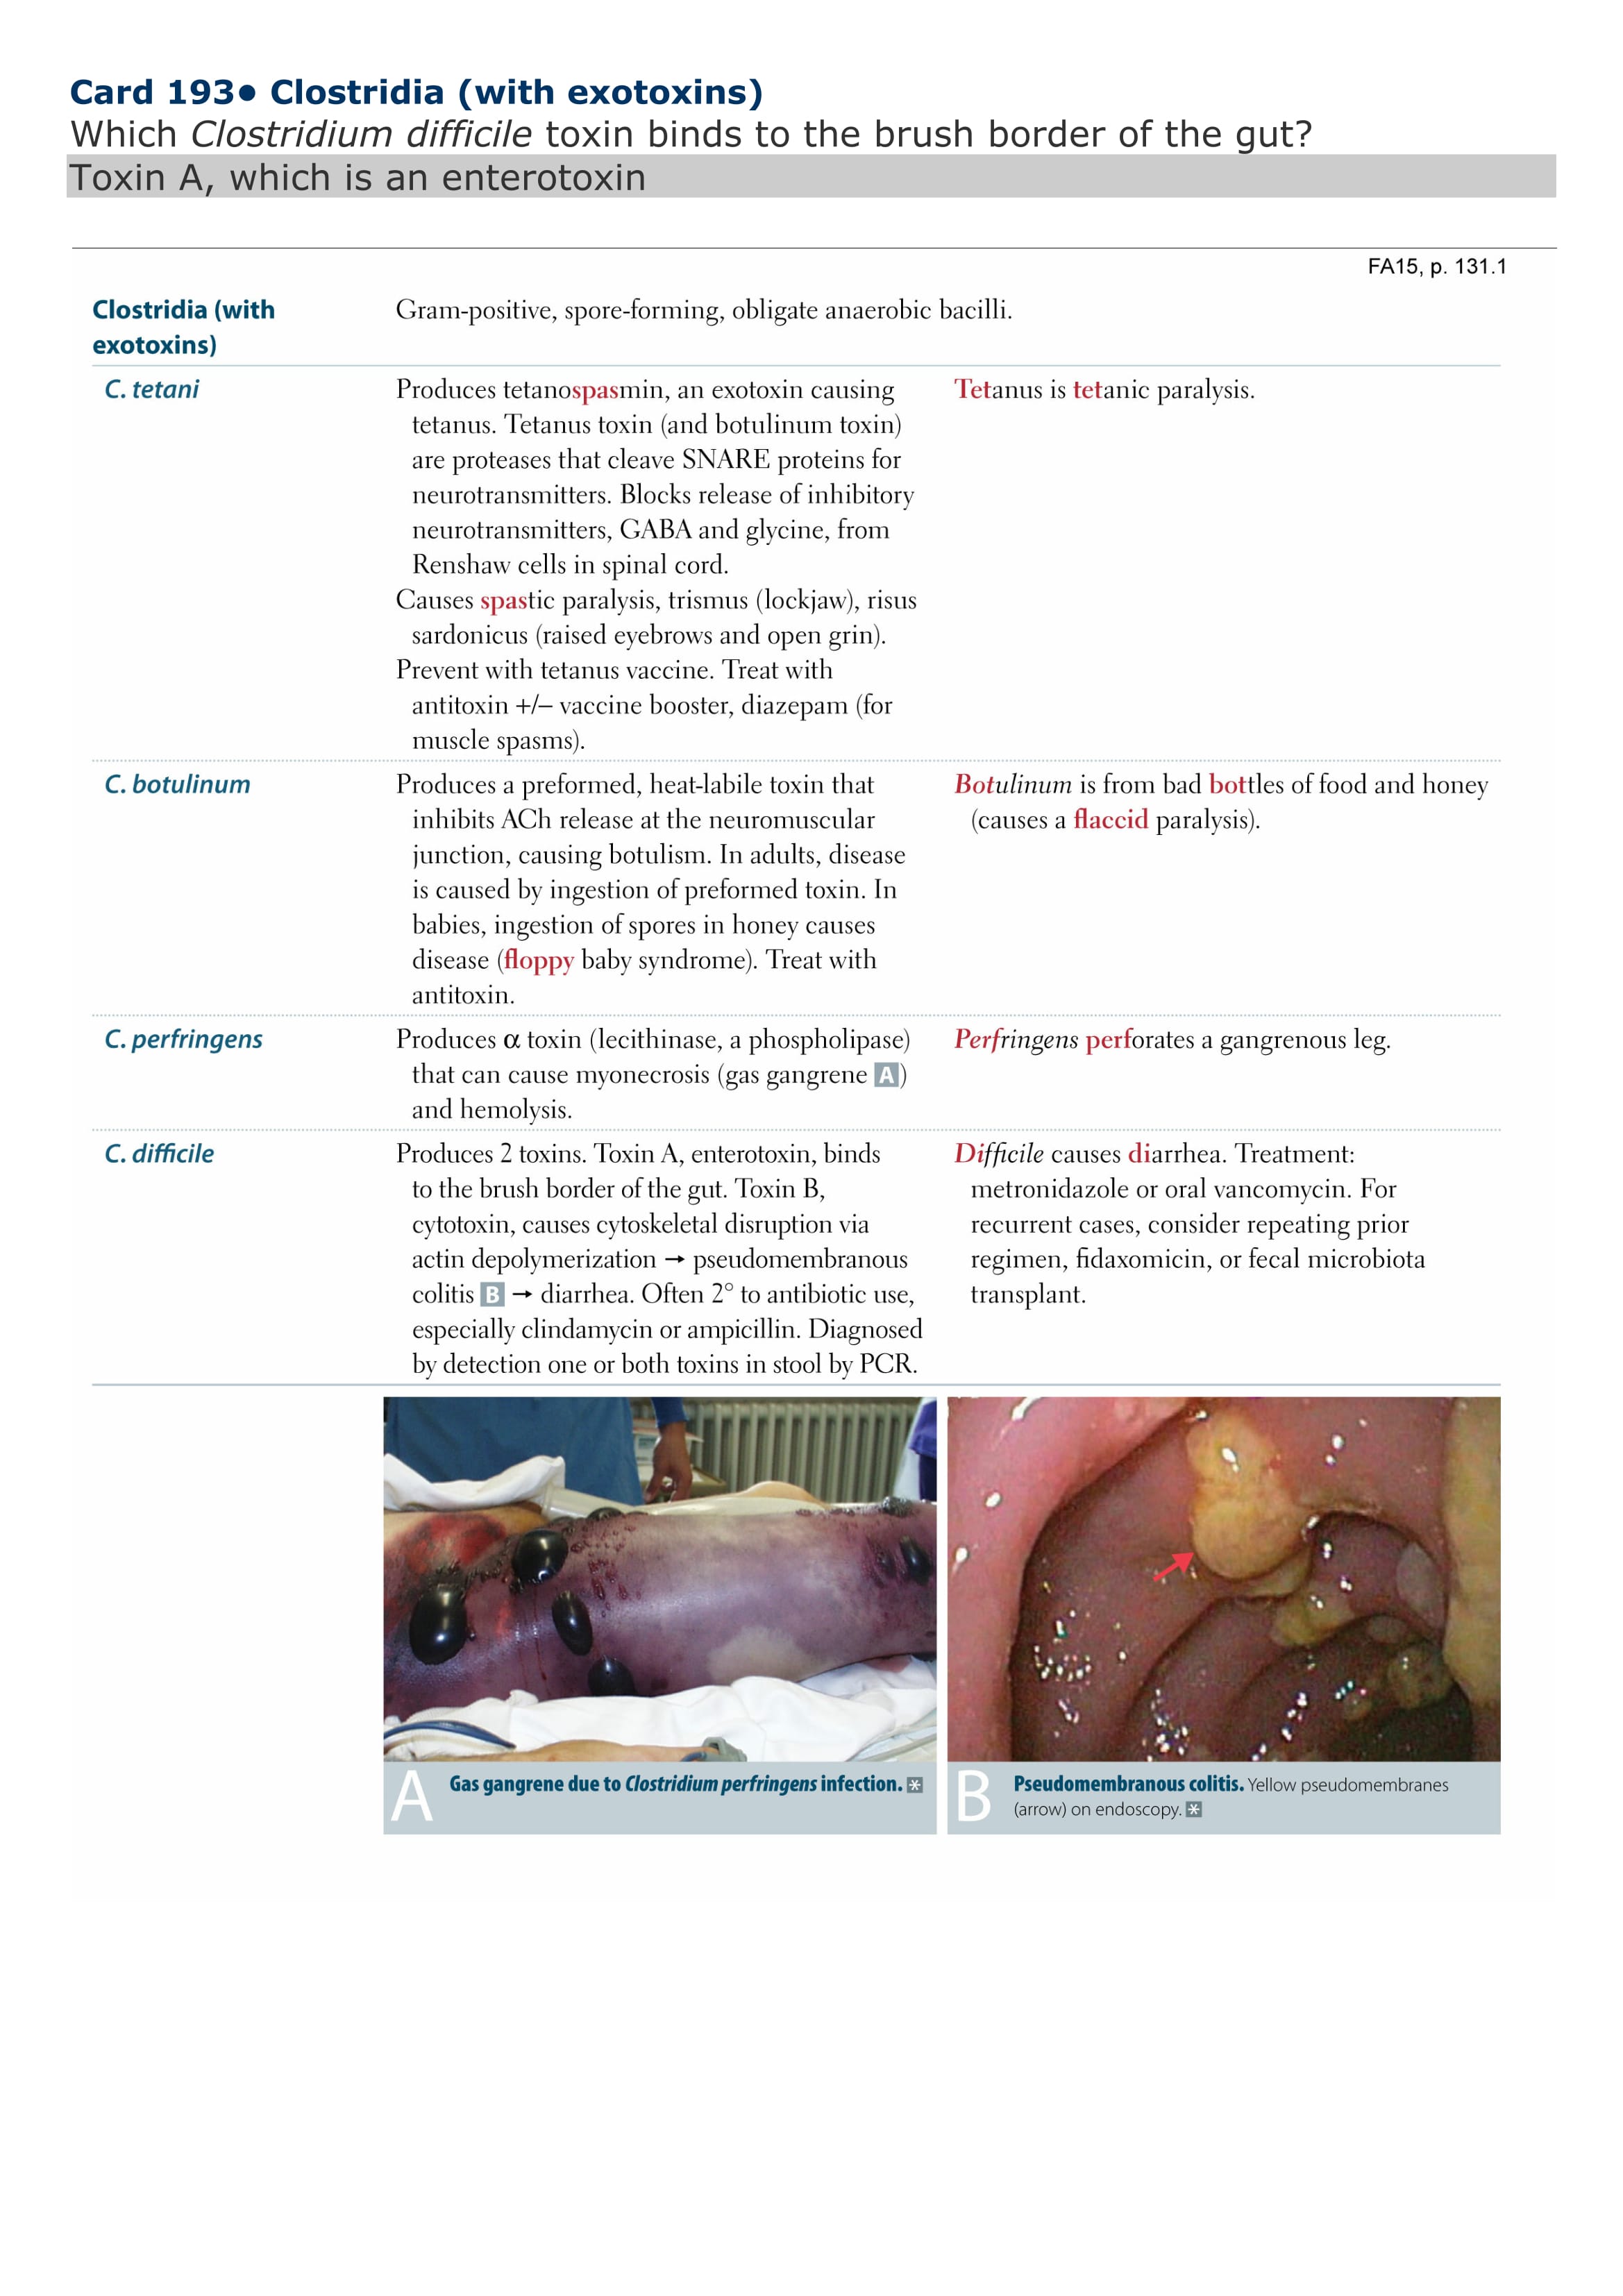 Card 193● Clostridia (with exotoxins)
Which Clostridium difficile toxin binds to the brush border of the gut?
Toxin A, which is an enterotoxin
FA15, p. 131.1
Clostridia (with
exotoxins)
Gram-positive, spore-forming, obligate anaerobic bacilli.
C. tetani
Produces tetanospasmin, an exotoxin causing
tetanus. Tetanus toxin (and botulinum toxin)
are proteases that cleave SNARE proteins for
neurotransmitters. Blocks release of inhibitory
neurotransmitters, GABA and glycine, from
Renshaw cells in spinal cord.
Causes spastic paralysis, trismus (lockjaw), risus
sardonicus (raised eyebrows and open grin).
Prevent with tetanus vaccine. Treat with
antitoxin +/– vaccine booster, diazepam (for
muscle spasms).
Tetanus is tetanic paralysis.
C. botulinum
Produces a preformed, heat-labile toxin that
inhibits ACh release at the neuromuscular
junction, causing botulism. In adults, disease
is caused by ingestion of preformed toxin. In
babies, ingestion of spores in honey causes
disease (floppy baby syndrome). Treat with
antitoxin.
Botulinum is from bad bottles of food and honey
(causes a flaccid paralysis).
C. perfringens
Produces α toxin (lecithinase, a phospholipase)
that can cause myonecrosis (gas gangrene A)
and hemolysis.
Perfringens perforates a gangrenous leg.
C. difficile
Produces 2 toxins. Toxin A, enterotoxin, binds
to the brush border of the gut. Toxin B,
cytotoxin, causes cytoskeletal disruption via
actin depolymerization → pseudomembranous
colitis B → diarrhea. Often 2° to antibiotic use,
especially clindamycin or ampicillin. Diagnosed
by detection one or both toxins in stool by PCR.
Difficile causes diarrhea. Treatment:
metronidazole or oral vancomycin. For
recurrent cases, consider repeating prior
regimen, fidaxomicin, or fecal microbiota
transplant.
A Gas gangrene due to Clostridium perfringens infection. *
B Pseudomembranous colitis. Yellow pseudomembranes
(arrow) on endoscopy. *